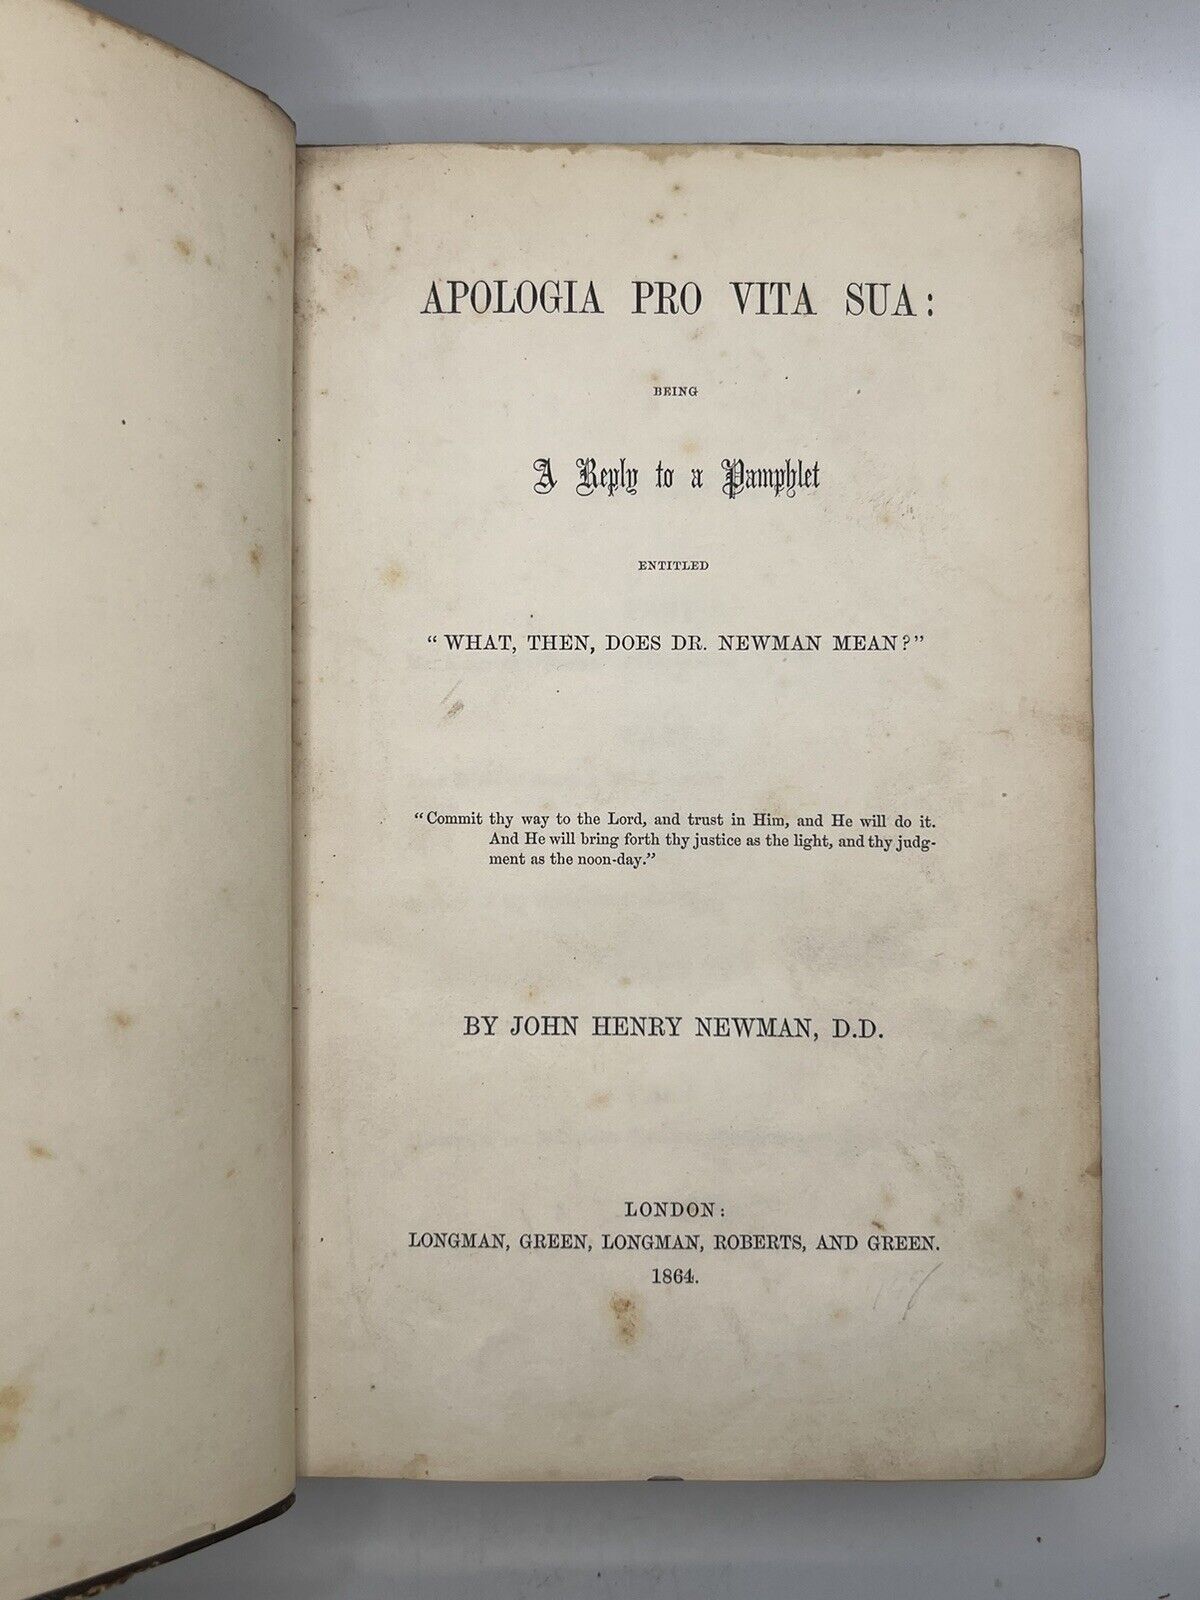 APOLOGIA PRO VITA SUA:
BEING
A Reply to a Pamphlet
ENTITLED
“WHAT, THEN, DOES DR. NEWMAN MEAN?”
“Commit thy way to the Lord, and trust in Him, and He will do it.
And He will bring forth thy justice as the light, and thy judg-
ment as the noon-day.”
BY JOHN HENRY NEWMAN, D.D.
LONDON:
LONGMAN, GREEN, LONGMAN, ROBERTS, AND GREEN.
1864.